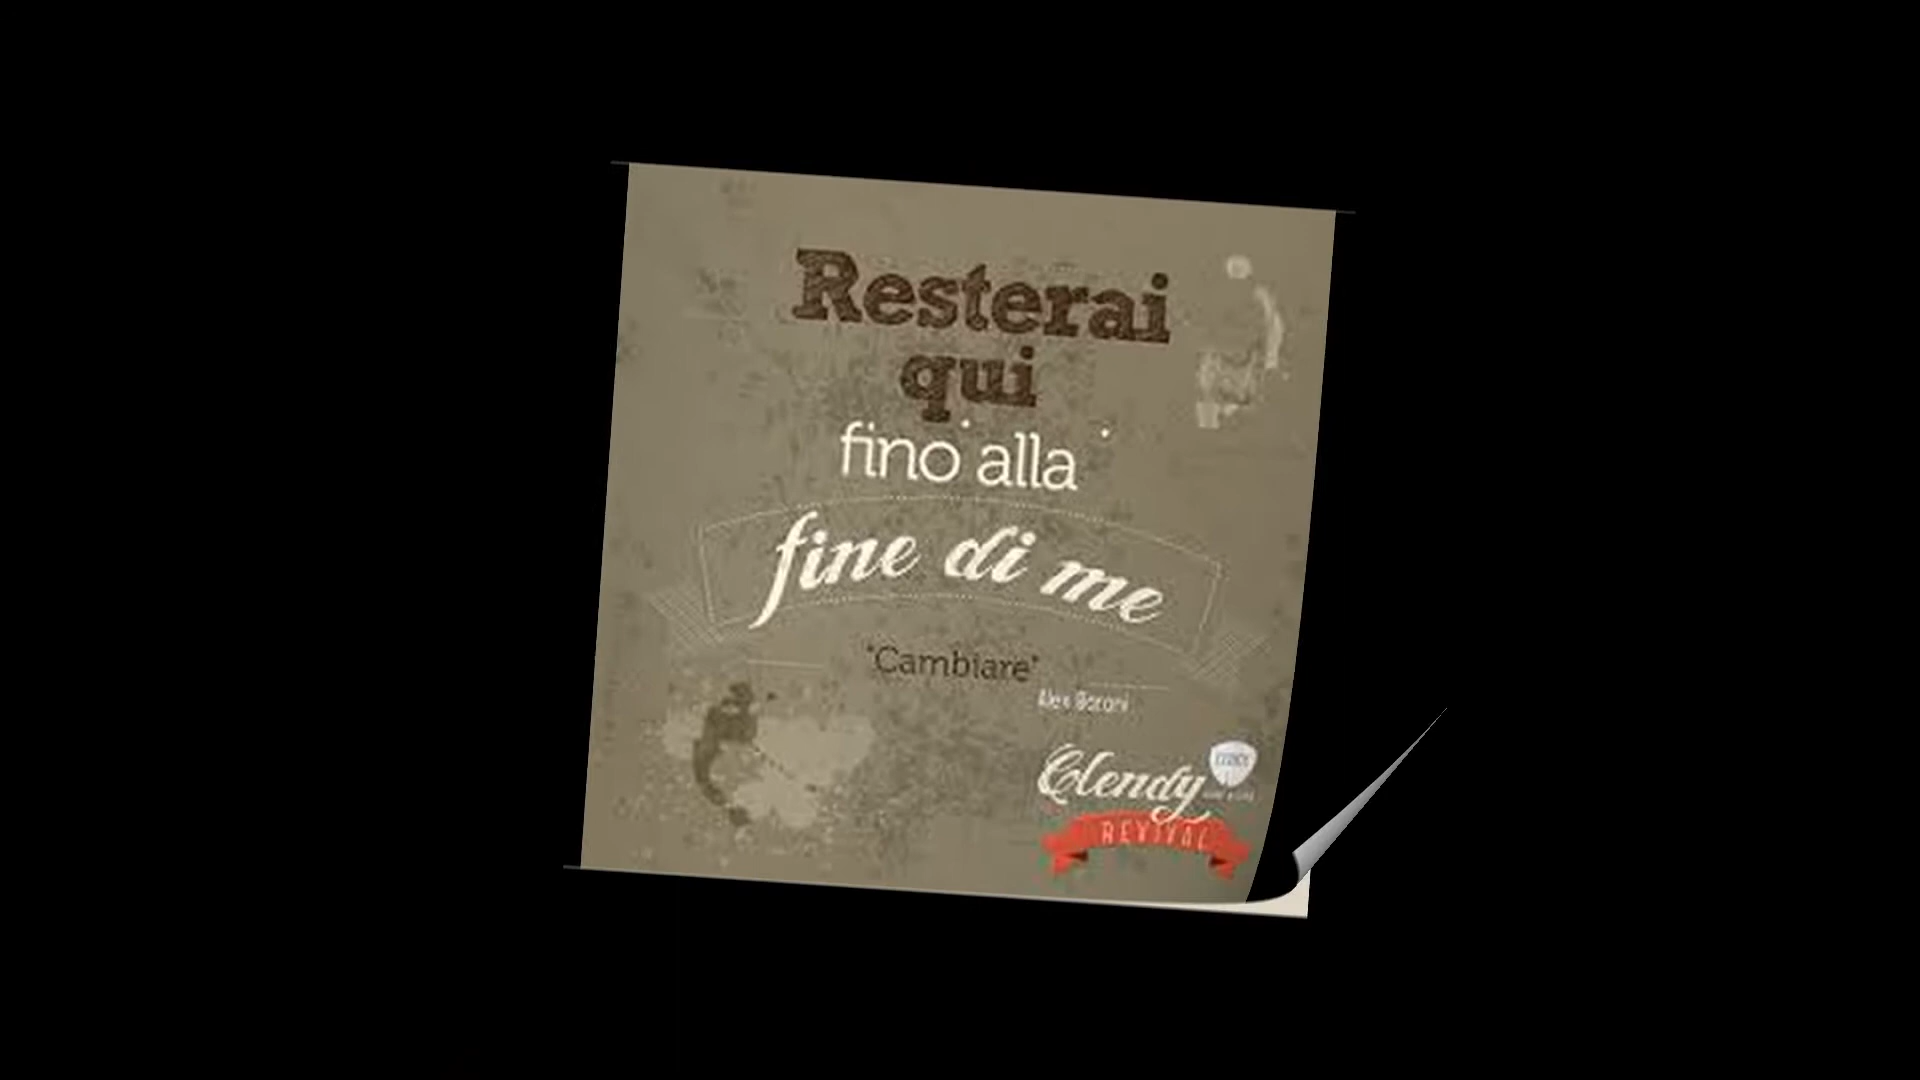 Resterai
qui
fino alla
fine di me
"Cambiare"
Alex Baroni
Clendy
REVIVAL